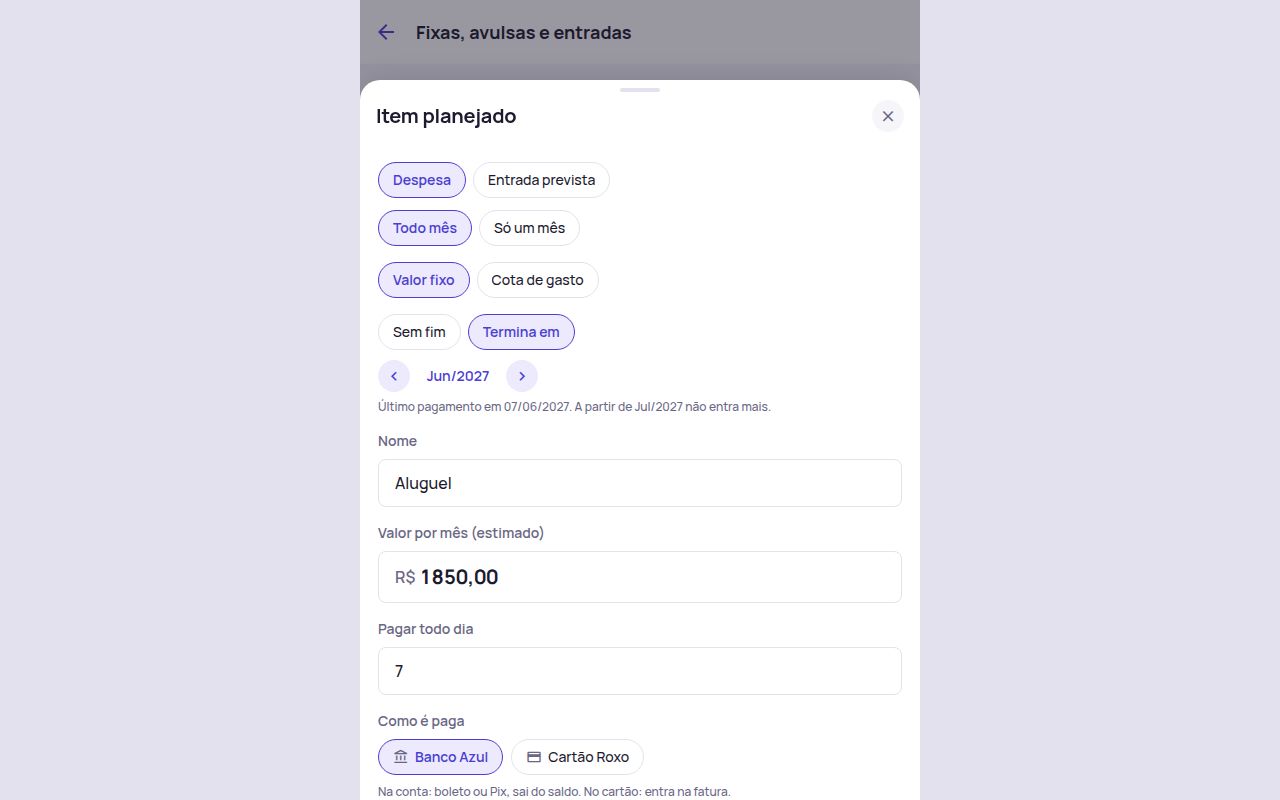 Fixas, avulsas e entradas
Item planejado
Despesa Entrada prevista
Todo mês Só um mês
Valor fixo Cota de gasto
Sem fim Termina em
Jun/2027
Último pagamento em 07/06/2027. A partir de Jul/2027 não entra mais.
Nome
Aluguel
Valor por mês (estimado)
R$ 1850,00
Pagar todo dia
7
Como é paga
Banco Azul Cartão Roxo
Na conta: boleto ou Pix, sai do saldo. No cartão: entra na fatura.